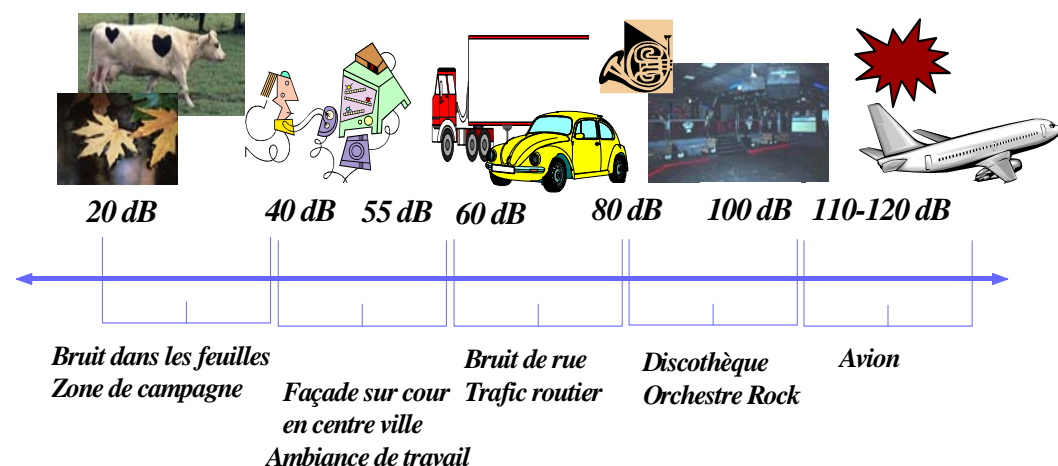 20 dB
40 dB
55 dB
60 dB
80 dB
100 dB
110-120 dB
Bruit dans les feuilles
Zone de campagne
Façade sur cour
en centre ville
Ambiance de travail
Bruit de rue
Trafic routier
Discothèque
Orchestre Rock
Avion